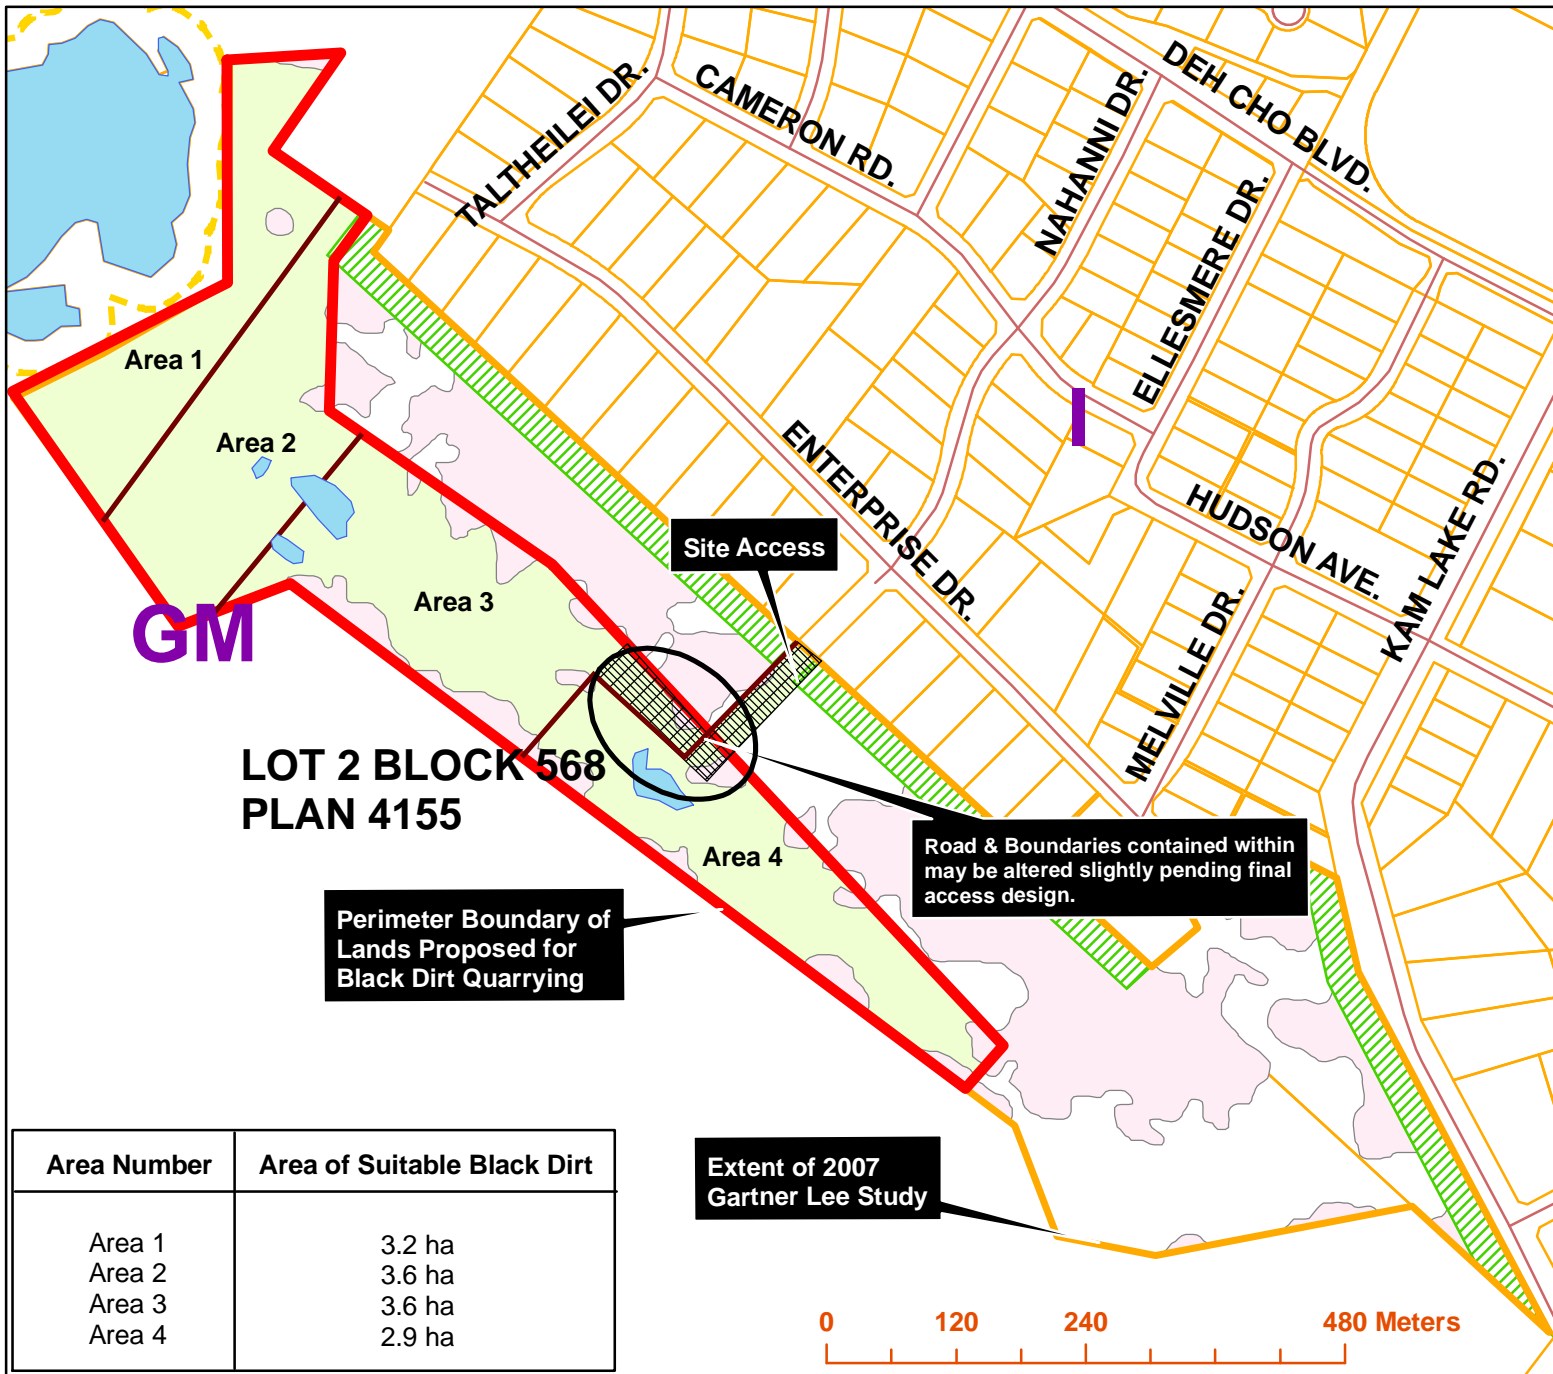 TALTHEILEI DR.
CAMERON RD.
NAHANNI DR.
DEH CHO BLVD.
ELLESMERE DR.
Area 1
Area 2
I
ENTERPRISE DR.
HUDSON AVE.
KAM LAKE RD.
Site Access
Area 3
GM
MELVILLE DR.
LOT 2 BLOCK 568
PLAN 4155
Area 4
Road & Boundaries contained within
may be altered slightly pending final
access design.
Perimeter Boundary of
Lands Proposed for
Black Dirt Quarrying
Extent of 2007
Gartner Lee Study
Area Number Area of Suitable Black Dirt
Area 1 3.2 ha
Area 2 3.6 ha
Area 3 3.6 ha
Area 4 2.9 ha
0 120 240 480 Meters